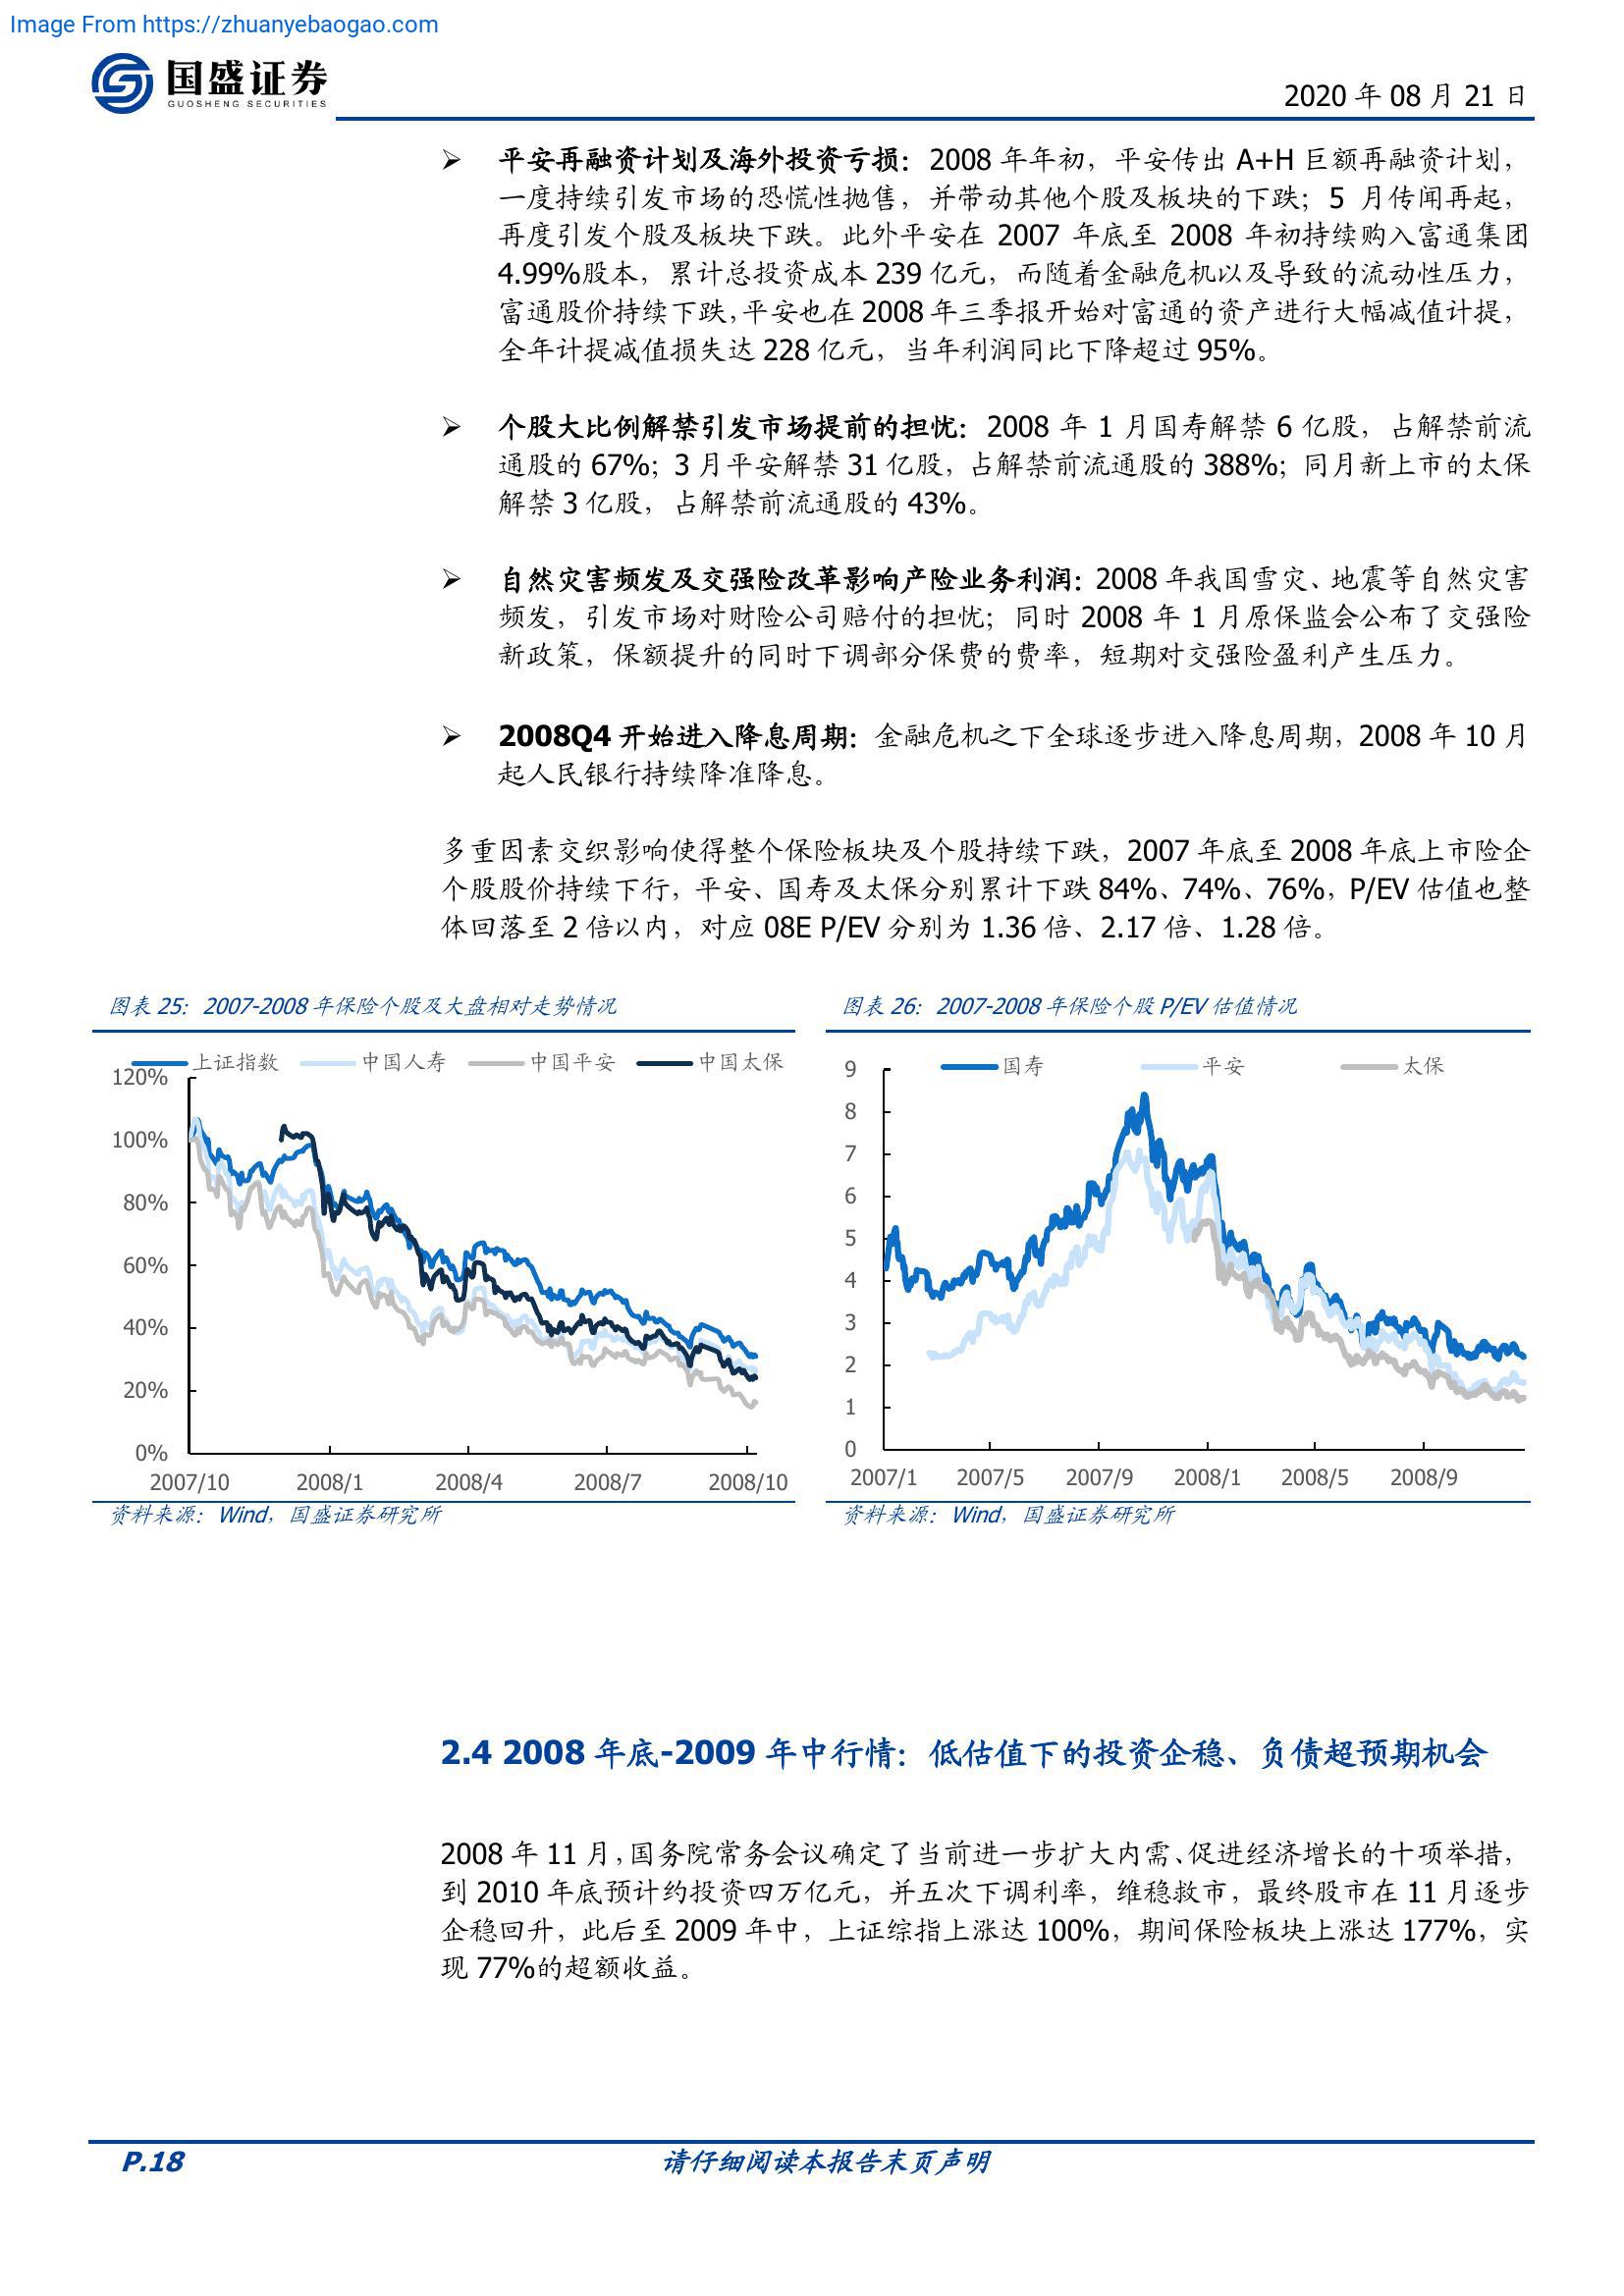 Image From https://zhuanyebaogao.com
国盛证券
GUOSHENG SECURITIES
2020 年 08 月 21 日
➢ 平安再融资计划及海外投资亏损：2008 年年初，平安传出 A+H 巨额再融资计划，
一度持续引发市场的恐慌性抛售，并带动其他个股及板块的下跌；5 月传闻再起，
再度引发个股及板块下跌。此外平安在 2007 年底至 2008 年初持续购入富通集团
4.99%股本，累计总投资成本 239 亿元，而随着金融危机以及导致的流动性压力，
富通股价持续下跌，平安也在 2008 年三季报开始对富通的资产进行大幅减值计提，
全年计提减值损失达 228 亿元，当年利润同比下降超过 95%。
➢ 个股大比例解禁引发市场提前的担忧：2008 年 1 月国寿解禁 6 亿股，占解禁前流
通股的 67%；3 月平安解禁 31 亿股，占解禁前流通股的 388%；同月新上市的太保
解禁 3 亿股，占解禁前流通股的 43%。
➢ 自然灾害频发及交强险改革影响产险业务利润：2008 年我国雪灾、地震等自然灾害
频发，引发市场对财险公司赔付的担忧；同时 2008 年 1 月原保监会公布了交强险
新政策，保额提升的同时下调部分保费的费率，短期对交强险盈利产生压力。
➢ 2008Q4 开始进入降息周期：金融危机之下全球逐步进入降息周期，2008 年 10 月
起人民银行持续降准降息。
多重因素交织影响使得整个保险板块及个股持续下跌，2007 年底至 2008 年底上市险企
个股股价持续下行，平安、国寿及太保分别累计下跌 84%、74%、76%，P/EV 估值也整
体回落至 2 倍以内，对应 08E P/EV 分别为 1.36 倍、2.17 倍、1.28 倍。
图表 25：2007-2008 年保险个股及大盘相对走势情况
上证指数 中国人寿 中国平安 中国太保
120%
100%
80%
60%
40%
20%
0%
2007/10 2008/1 2008/4 2008/7 2008/10
资料来源：Wind，国盛证券研究所
图表 26：2007-2008 年保险个股 P/EV 估值情况
国寿 平安 太保
9
8
7
6
5
4
3
2
1
0
2007/1 2007/5 2007/9 2008/1 2008/5 2008/9
资料来源：Wind，国盛证券研究所
2.4 2008 年底-2009 年中行情：低估值下的投资企稳、负债超预期机会
2008 年 11 月，国务院常务会议确定了当前进一步扩大内需、促进经济增长的十项举措，
到 2010 年底预计约投资四万亿元，并五次下调利率，维稳救市，最终股市在 11 月逐步
企稳回升，此后至 2009 年中，上证综指上涨达 100%，期间保险板块上涨达 177%，实
现 77%的超额收益。
P.18
请仔细阅读本报告末页声明